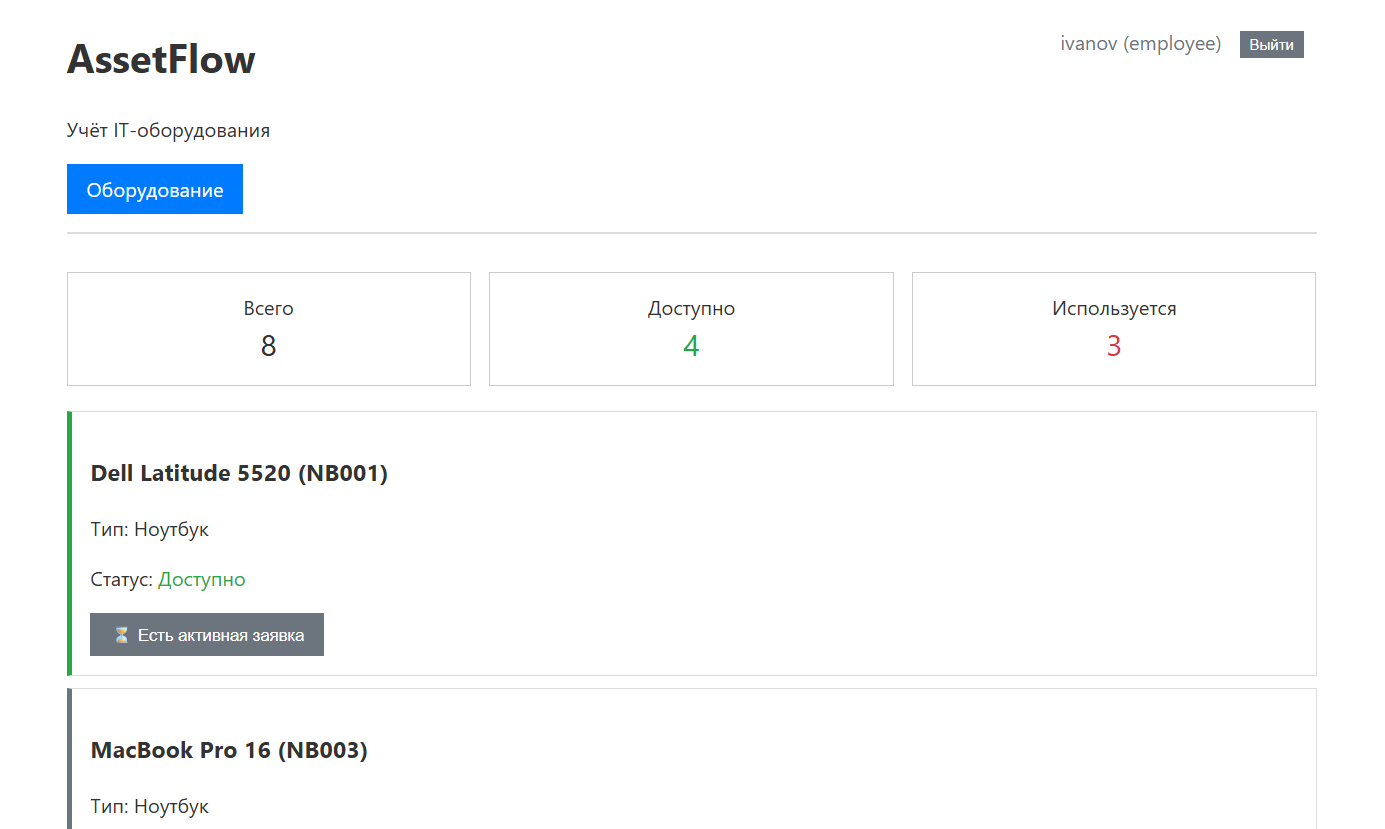 AssetFlow
ivanov (employee)
Выйти
Учёт IT-оборудования
Оборудование
Всего
8
Доступно
4
Используется
3
Dell Latitude 5520 (NB001)
Тип: Ноутбук
Статус: Доступно
⏳ Есть активная заявка
MacBook Pro 16 (NB003)
Тип: Ноутбук